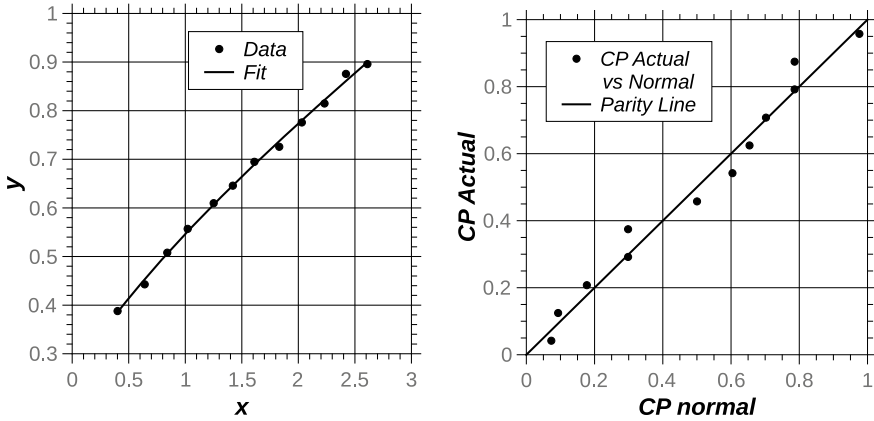 1
0.9
0.8
0.7
0.6
0.5
0.4
0.3
0 0.5 1 1.5 2 2.5 3
y
x
Data
Fit
1
0.8
0.6
0.4
0.2
0
0 0.2 0.4 0.6 0.8 1
CP Actual
CP normal
CP Actual
vs Normal
Parity Line